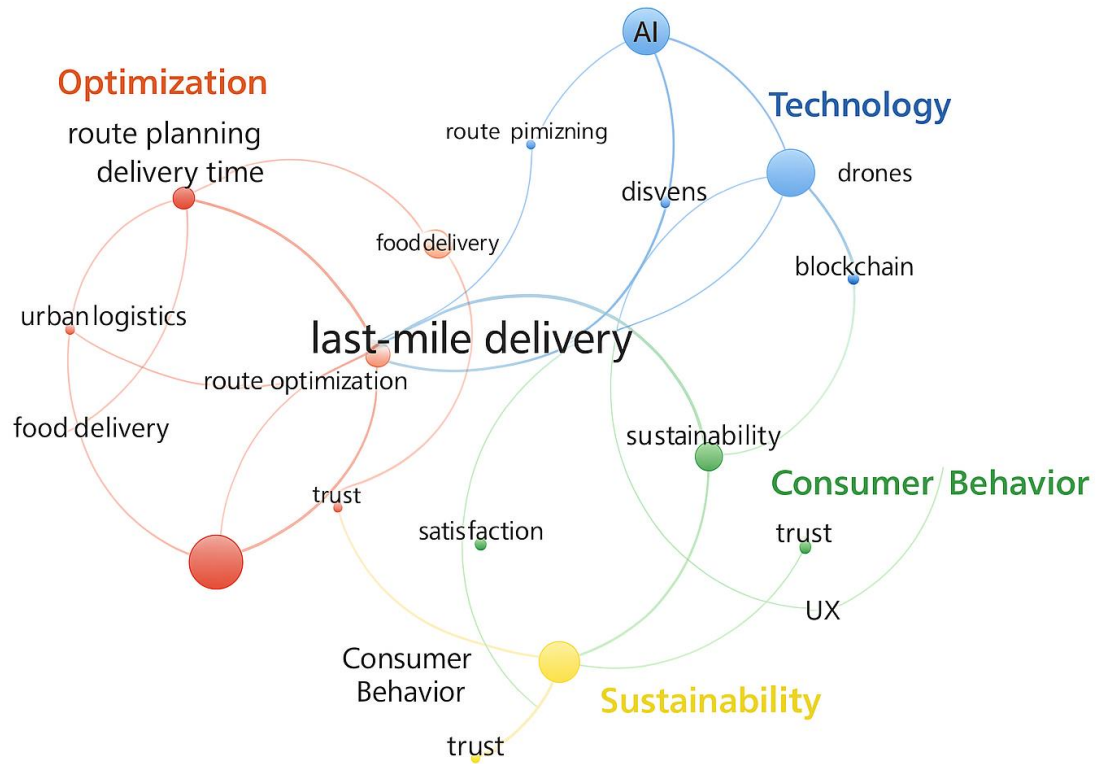 AI
Optimization
Technology
route planning
route pimizning
delivery time
drones
disvens
food delivery
blockchain
urban logistics
last-mile delivery
route optimization
food delivery
sustainability
Consumer Behavior
trust
satisfaction
trust
UX
Consumer
Behavior
Sustainability
trust